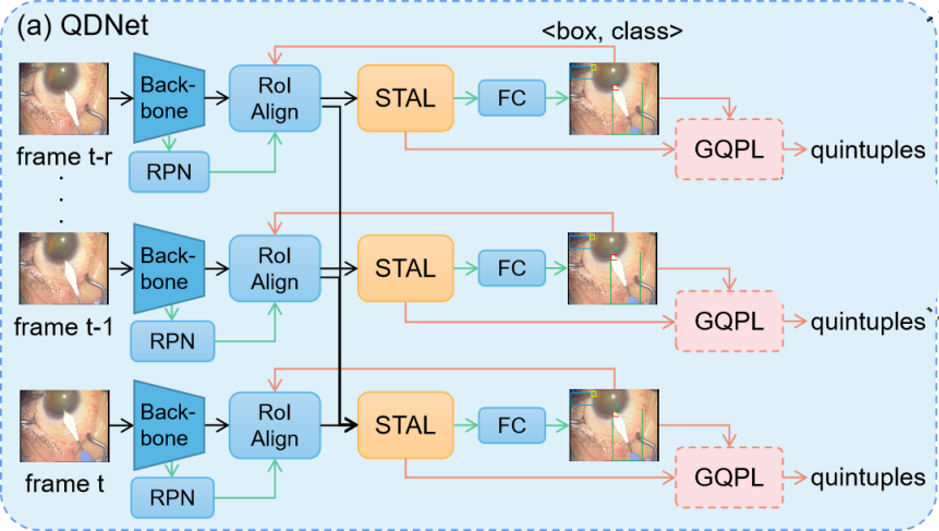 (a) QDNet
<box, class>
Back-
bone
RoI
Align
STAL
FC
GQPL
quintuples
frame t-r
RPN
Back-
bone
RoI
Align
STAL
FC
GQPL
quintuples
frame t-1
RPN
Back-
bone
RoI
Align
STAL
FC
GQPL
quintuples
frame t
RPN